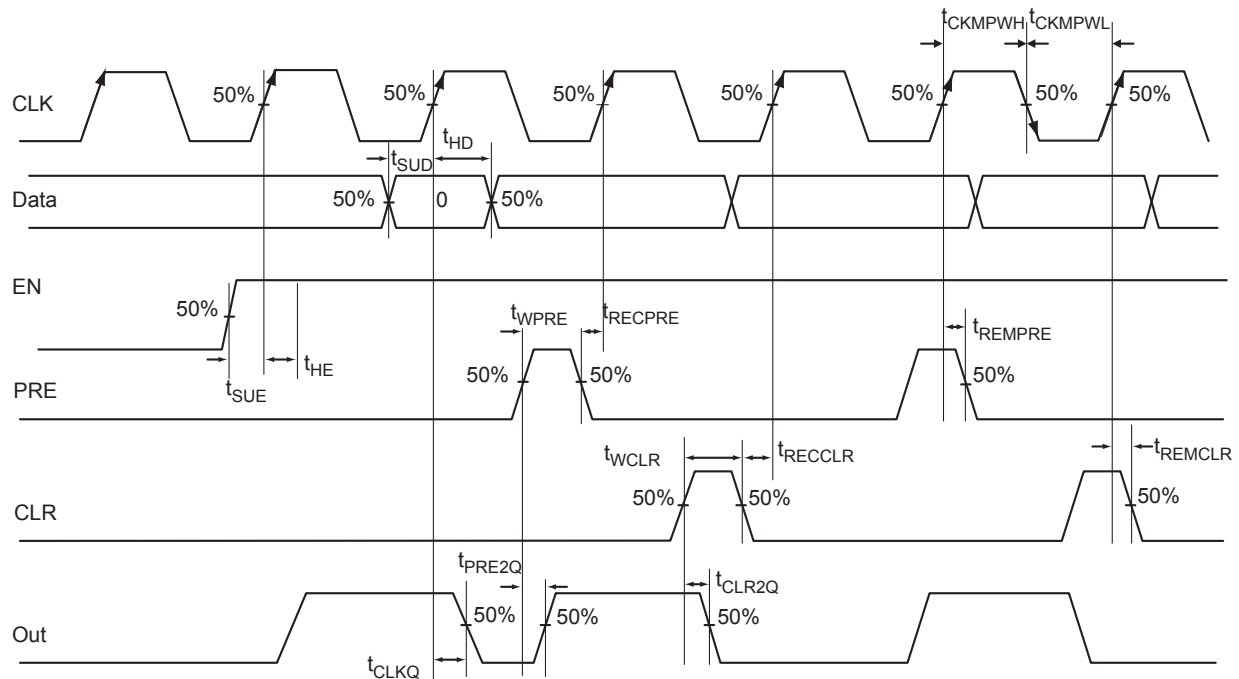 tCKMPWH tCKMPWL
CLK 50% 50% 50% 50% 50% 50% 50%
tSUD tHD
Data 50% 0 50%
EN 50%
tSUE tHE tWPRE tRECPRE tREMPRE
PRE 50% 50% 50%
tWCLR tRECCLR tREMCLR
CLR 50% 50% 50%
tPRE2Q tCLR2Q
Out 50% 50% 50%
tCLKQ